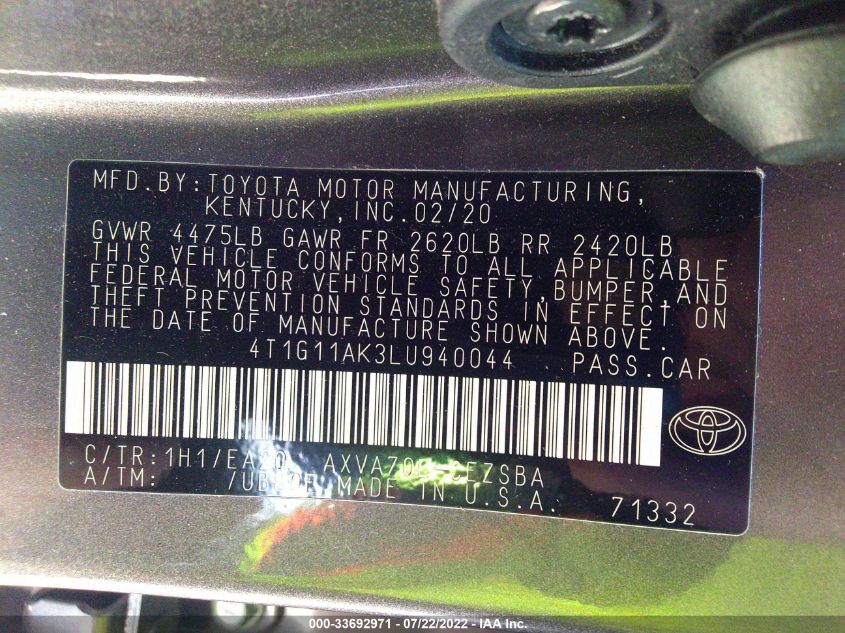 MFD.BY:TOYOTA MOTOR MANUFACTURING,
KENTUCKY,INC.02/20
GVWR 4475LB GAWR FR 2620LB RR 2420LB
THIS VEHICLE CONFORMS TO ALL APPLICABLE
FEDERAL MOTOR VEHICLE SAFETY,BUMPER,AND
THEFT PREVENTION STANDARDS IN EFFECT ON
THE DATE OF MANUFACTURE SHOWN ABOVE.
4T1G11AK3LU940044 PASS.CAR
C/TR:1H1/EA20
A/TM: MADE IN U.S.A. 71332
000-33692971 - 07/22/2022 - IAA Inc.